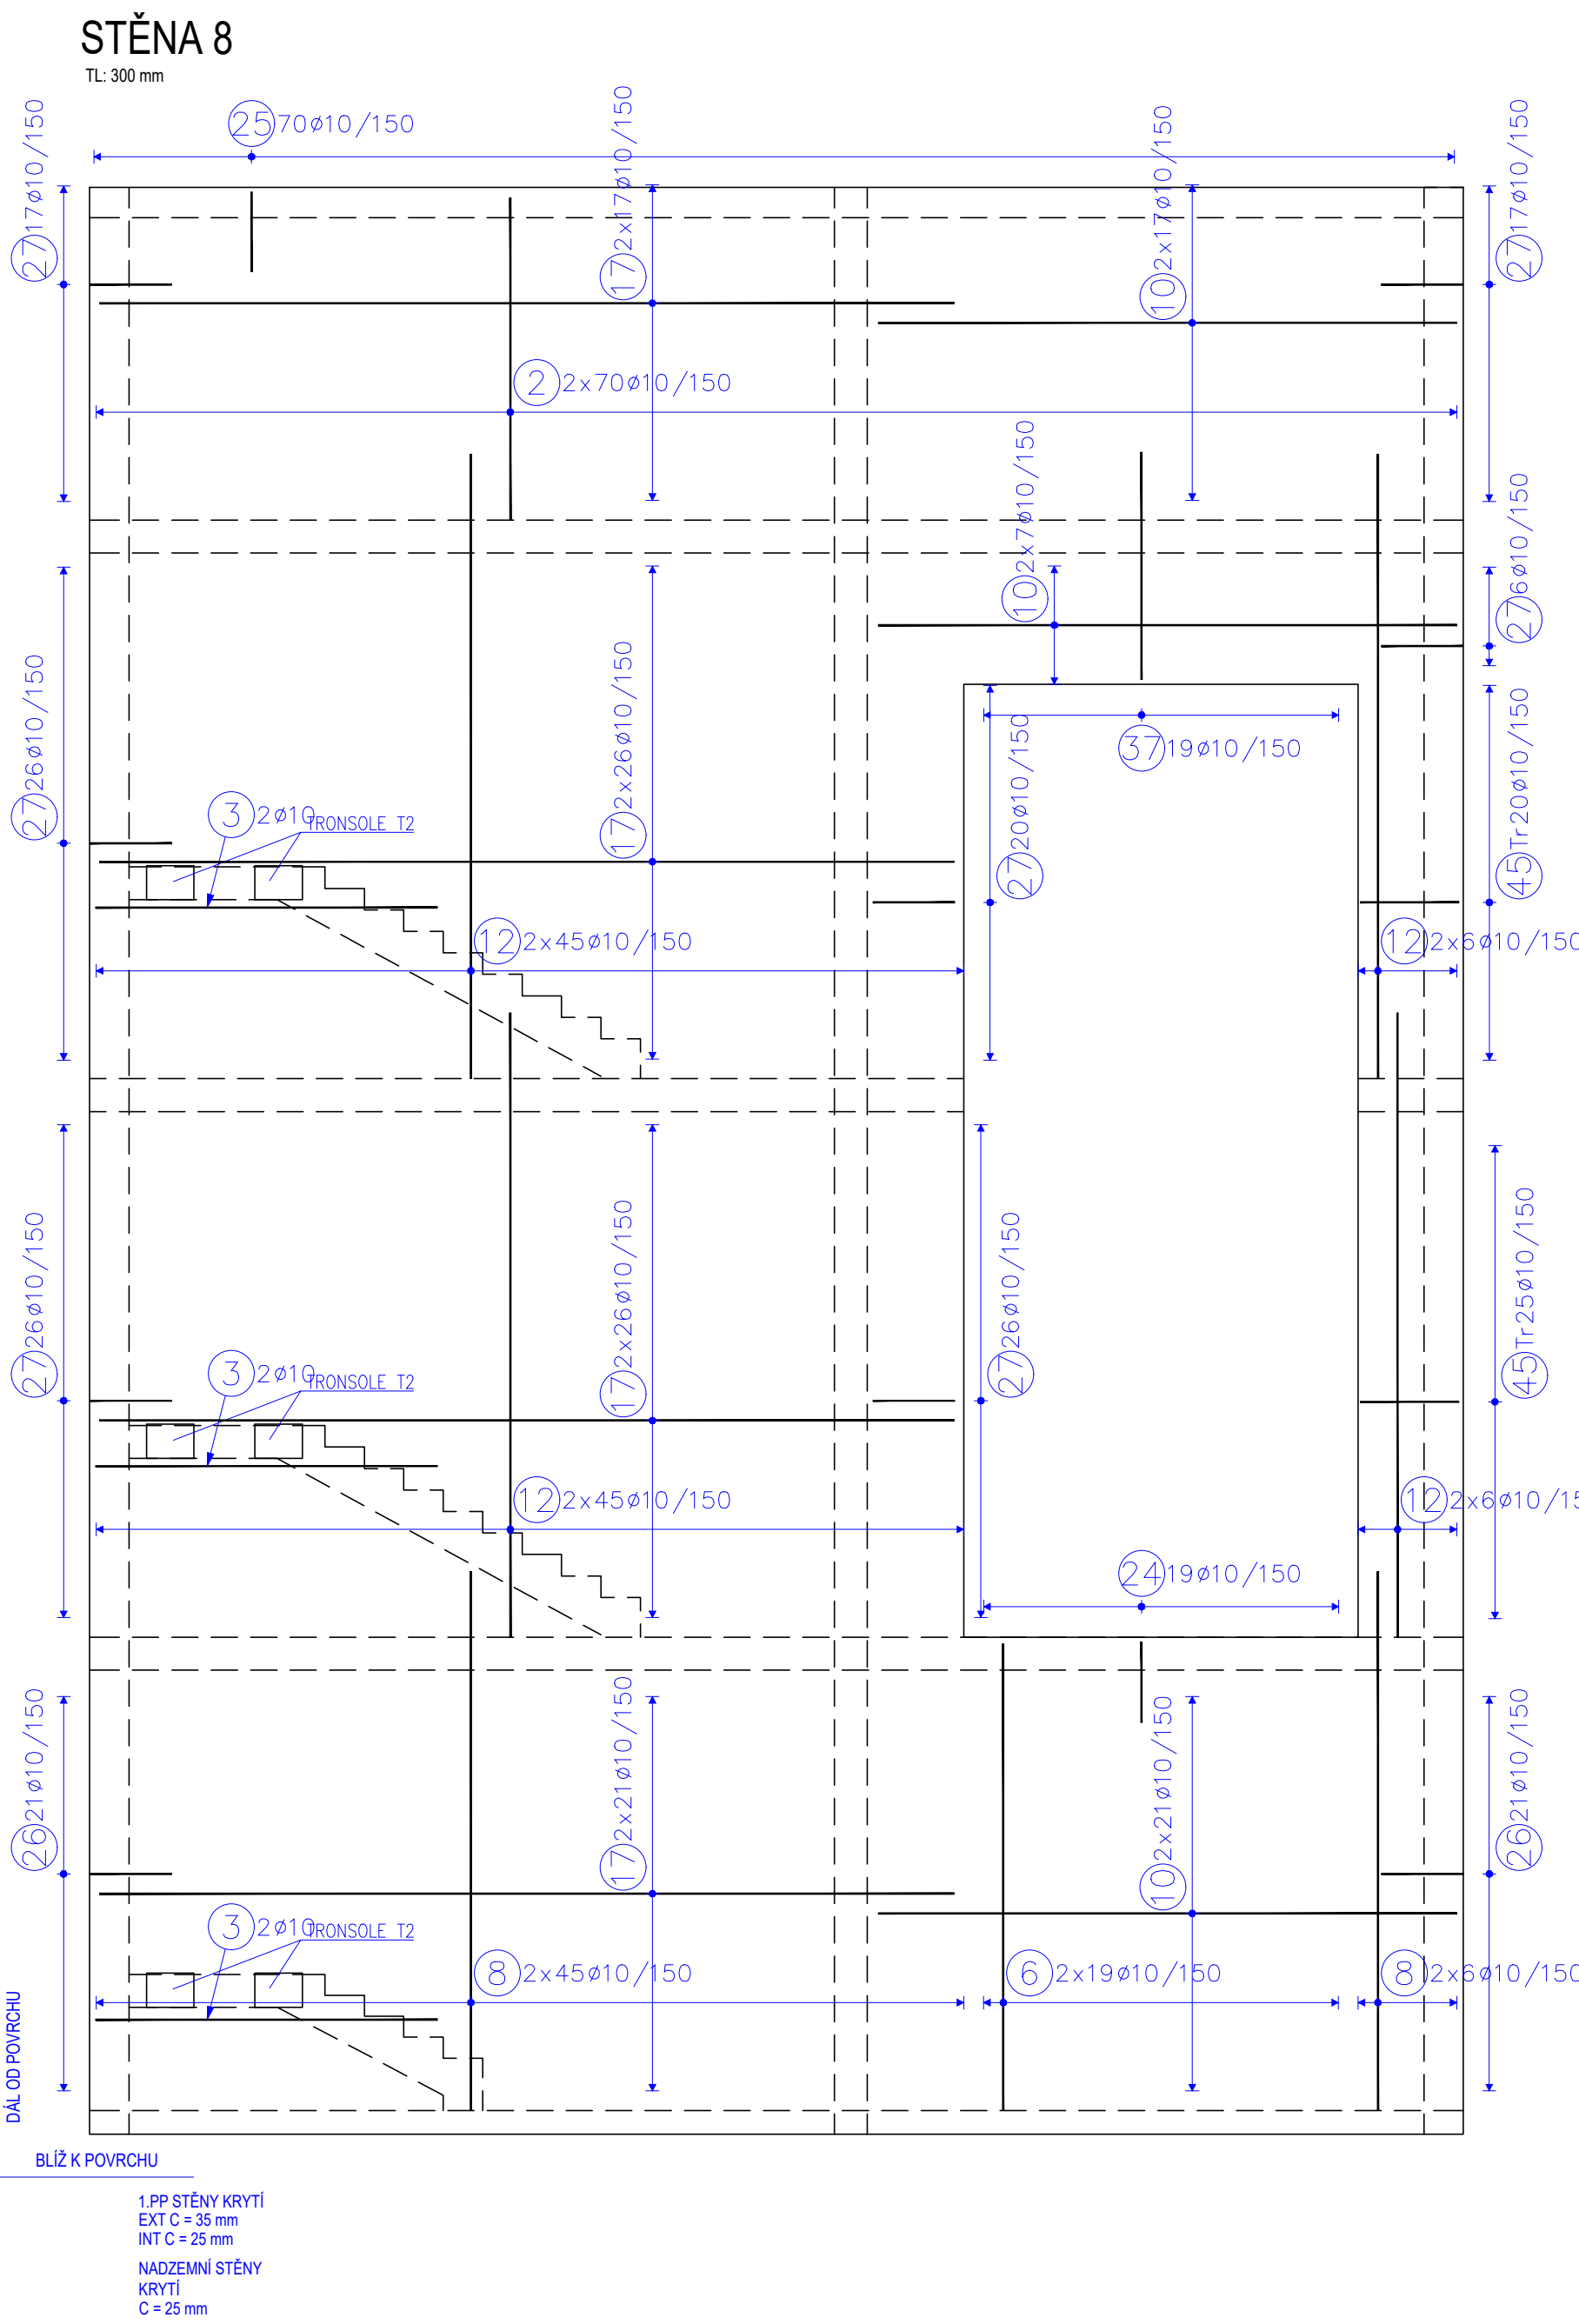 STĚNA 8
TL: 300 mm
25 70ø10/150
27 17ø10/150
17 2x17ø10/150
10 2x17ø10/150
27 17ø10/150
2 2x70ø10/150
10 2x7ø10/150
27 6ø10/150
27 26ø10/150
17 2x26ø10/150
27 20ø10/150
37 19ø10/150
45 Tr20ø10/150
3 2ø10
TRONSOLE T2
12 2x45ø10/150
12 2x6ø10/150
27 26ø10/150
17 2x26ø10/150
27 26ø10/150
45 Tr25ø10/150
3 2ø10
TRONSOLE T2
12 2x45ø10/150
12 2x6ø10/15
24 19ø10/150
26 21ø10/150
17 2x21ø10/150
10 2x21ø10/150
26 21ø10/150
3 2ø10
TRONSOLE T2
8 2x45ø10/150
6 2x19ø10/150
8 2x6ø10/150
DÁL OD POVRCHU
BLÍŽ K POVRCHU
1.PP STĚNY KRYTÍ
EXT C = 35 mm
INT C = 25 mm
NADZEMNÍ STĚNY
KRYTÍ
C = 25 mm